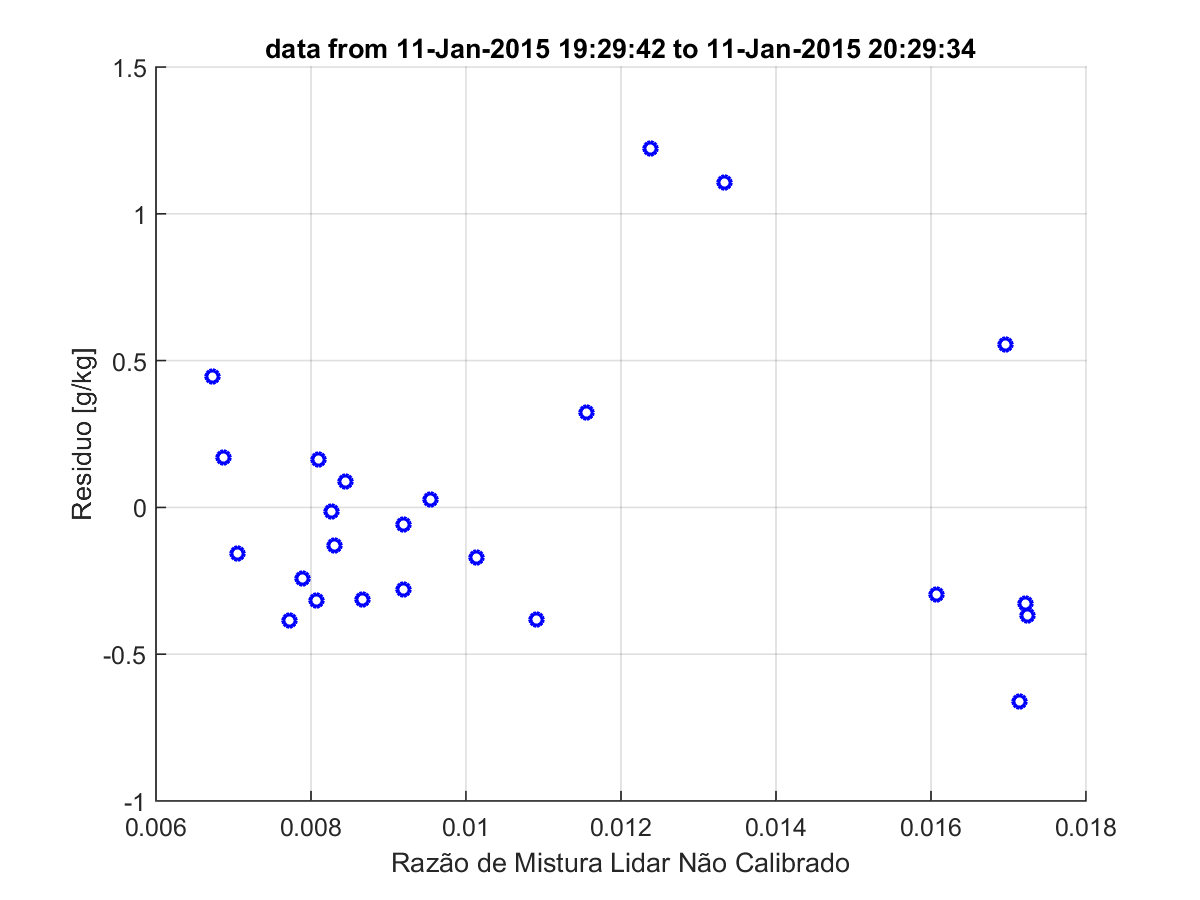 data from 11-Jan-2015 19:29:42 to 11-Jan-2015 20:29:34
1.5
1
0.5
0
-0.5
-1
Residuo [g/kg]
0.006 0.008 0.01 0.012 0.014 0.016 0.018
Razão de Mistura Lidar Não Calibrado